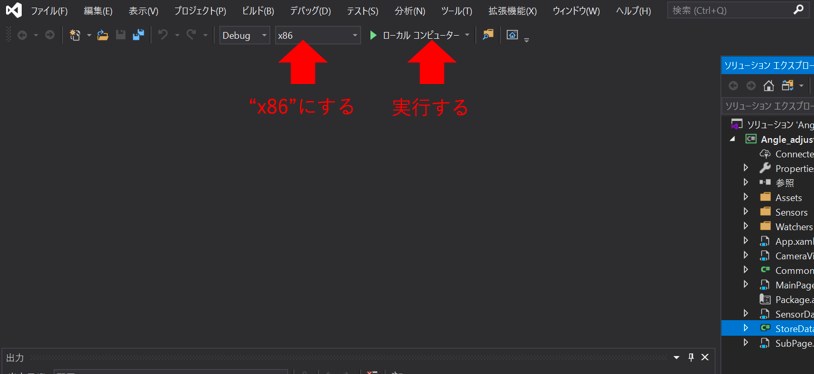 ファイル(F) 編集(E) 表示(V) プロジェクト(P) ビルド(B) デバッグ(D) テスト(S) 分析(N) ツール(T) 拡張機能(X) ウィンドウ(W) ヘルプ(H) 検索 (Ctrl+Q)
Debug x86 ローカル コンピューター
“x86”にする 実行する
ソリューション エクスプロー
ソリューション エクスプロー
ソリューション 'Ang
Angle_adjust
Connecte
Propertie
参照
Assets
Sensors
Watchers
App.xaml
CameraVi
Common
MainPage
Package.a
SensorDa
StoreData
SubPage.
出力